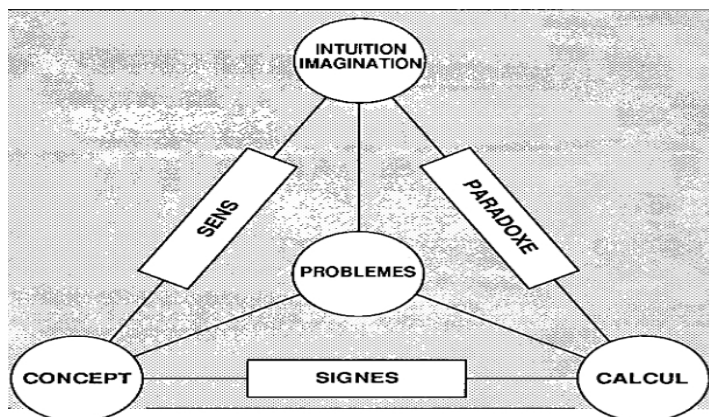 INTUITION
IMAGINATION
SENS
PARADOXE
PROBLEMES
CONCEPT
SIGNES
CALCUL